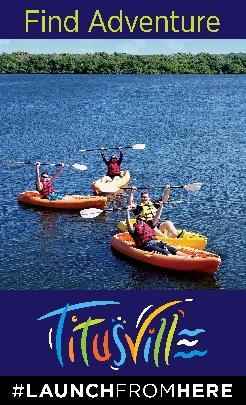 Find Adventure
Titusville
#LAUNCHFROMHERE